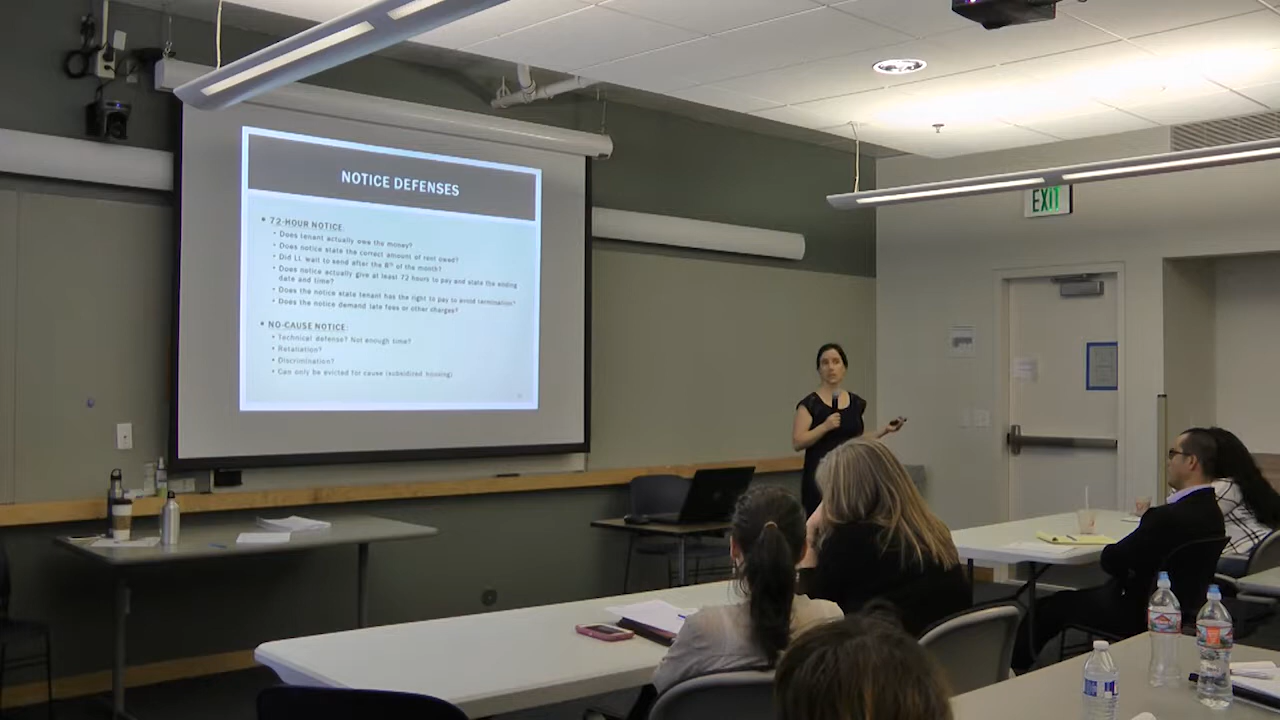 NOTICE DEFENSES
• 72-HOUR NOTICE:
• Does tenant actually owe the money?
• Does notice state the correct amount of rent owed?
• Did LL wait to send after the 8th of the month?
• Does notice actually give at least 72 hours to pay and state the ending
date and time?
• Does the notice state tenant has the right to pay to avoid termination?
• Does the notice demand late fees or other charges?
• NO-CAUSE NOTICE:
• Technical defense? Not enough time?
• Retaliation?
• Discrimination?
• Can only be evicted for cause (subsidized housing)
EXIT